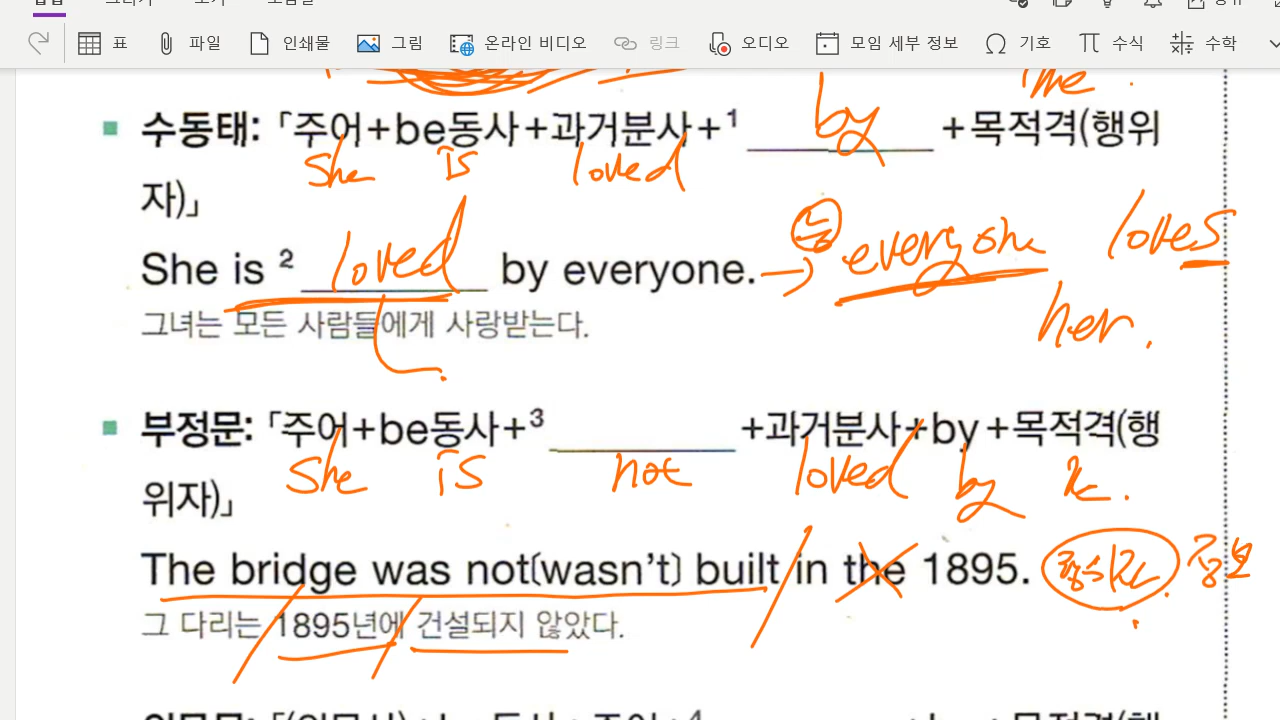 표 파일 인쇄물 그림 온라인 비디오 링크 오디오 모임 세부 정보 기호 수식 수학
me.
수동태: 「주어+be동사+과거분사+¹ by +목적격(행위
She is loved
자)」
She is ² loved by everyone. → 능 everyone loves
her.
그녀는 모든 사람들에게 사랑받는다.
부정문: 「주어+be동사+³ +과거분사+by+목적격(행
She is not loved by
위자)」
The bridge was not(wasn't) built in the 1895. 정보
그 다리는 1895년에 건설되지 않았다.